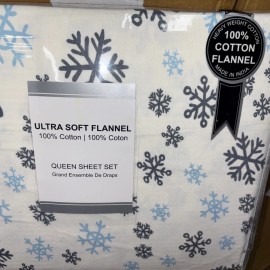 HEAVY WEIGHT COTTON
100%
COTTON
FLANNEL
MADE IN INDIA
ULTRA SOFT FLANNEL
100% Cotton | 100% Coton
QUEEN SHEET SET
Grand Ensemble De Draps